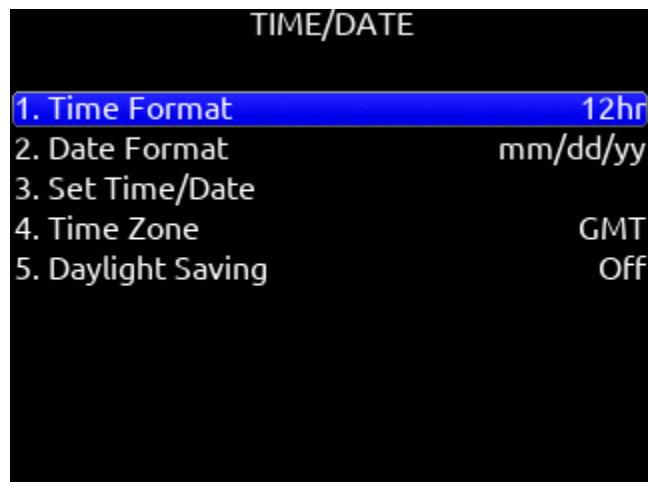 TIME/DATE
1. Time Format 12hr
2. Date Format mm/dd/yy
3. Set Time/Date
4. Time Zone GMT
5. Daylight Saving Off